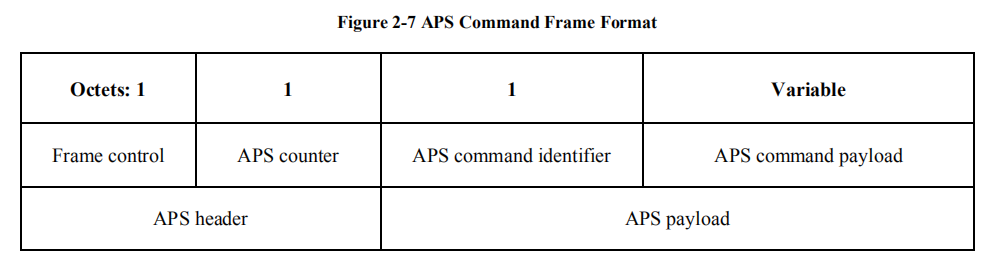 Figure 2-7 APS Command Frame Format
Octets: 1 1 1 Variable
Frame control APS counter APS command identifier APS command payload
APS header APS payload